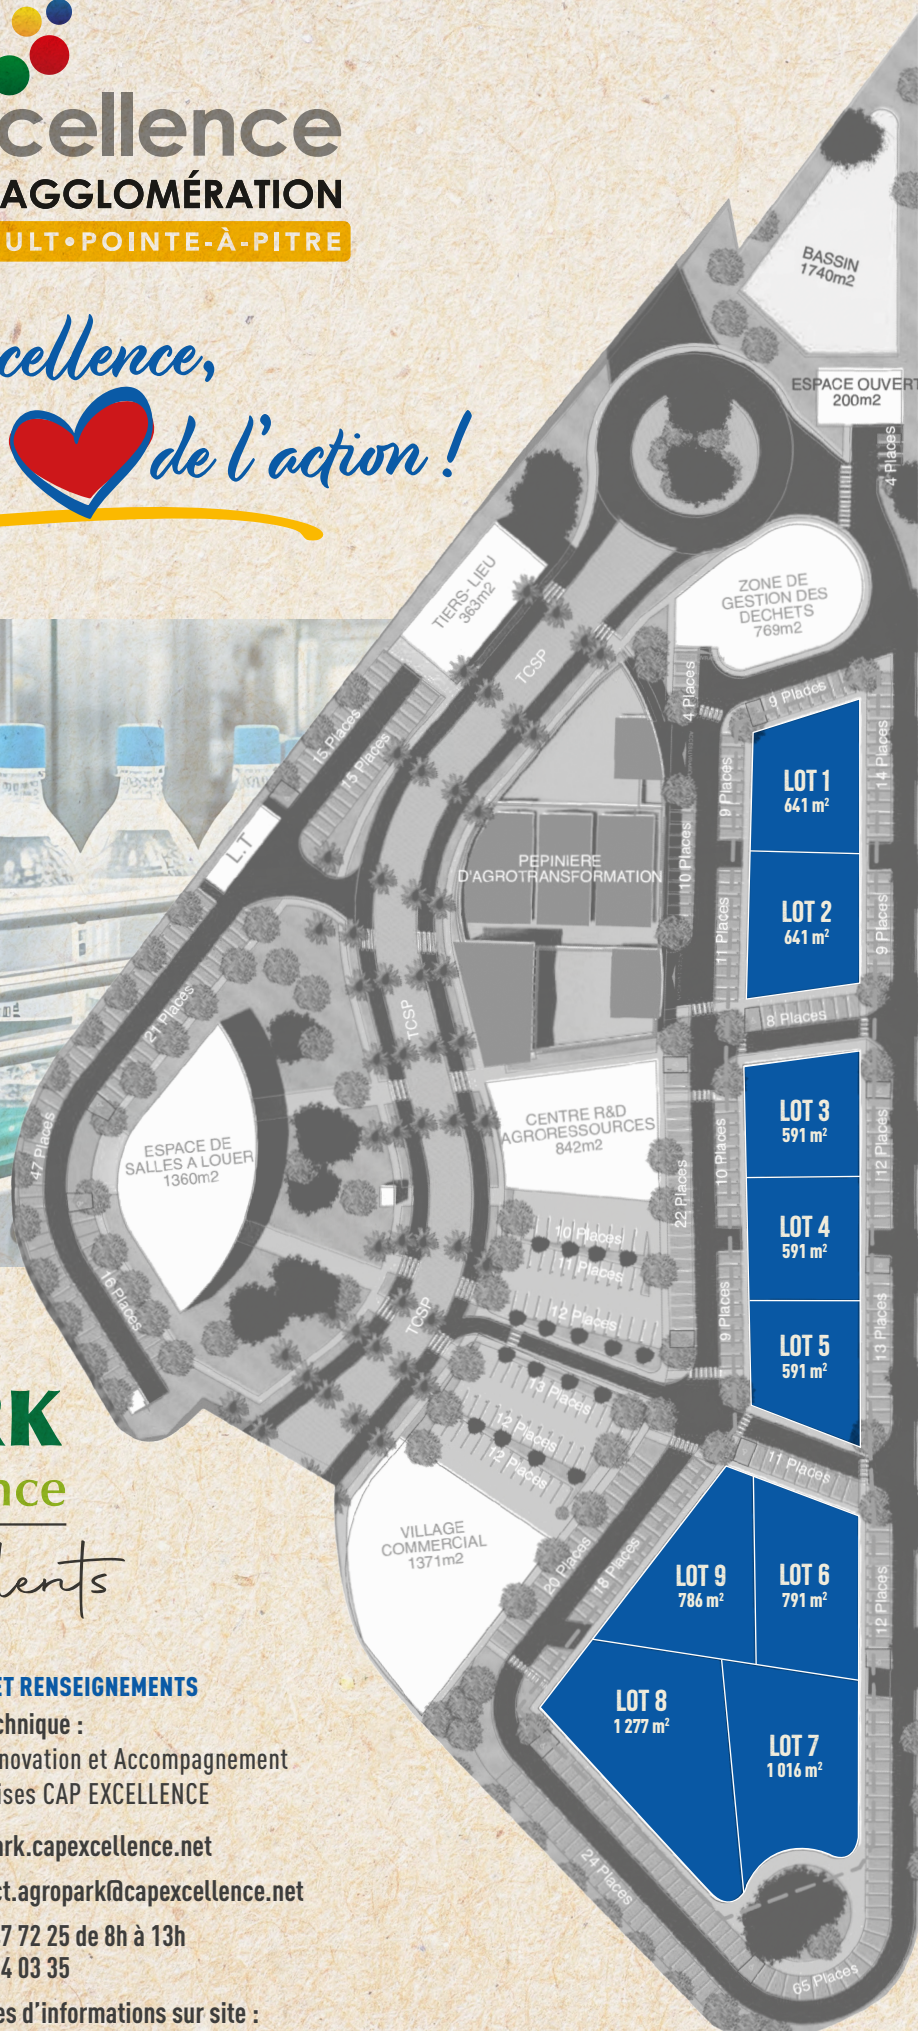 cellence
AGGLOMÉRATION
ULT•POINTE-À-PITRE
cellence,
de l'action !
BASSIN
1740m2
ESPACE OUVERT
200m2
4 Places
TIERS-LIEU
363m2
ZONE DE
GESTION DES
DECHETS
769m2
TCSP
4 Places
9 Places
15 Places
15 Places
LOT 1
641 m²
9 Places
14 Places
L.T
PEPINIERE
D'AGROTRANSFORMATION
10 Places
LOT 2
641 m²
11 Places
9 Places
21 Places
TCSP
8 Places
CENTRE R&D
AGRORESSOURCES
842m2
LOT 3
591 m²
10 Places
12 Places
47 Places
ESPACE DE
SALLES A LOUER
1360m2
22 Places
LOT 4
591 m²
10 Places
11 Places
12 Places
16 Places
TCSP
9 Places
13 Places
LOT 5
591 m²
RK
nce
lents
13 Places
12 Places
12 Places
11 Places
VILLAGE
COMMERCIAL
1371m2
20 Places
18 Places
LOT 9
786 m²
LOT 6
791 m²
12 Places
LOT 8
1 277 m²
LOT 7
1 016 m²
24 Places
65 Places
ET RENSEIGNEMENTS
chnique :
novation et Accompagnement
ises CAP EXCELLENCE
ark.capexcellence.net
ct.agropark@capexcellence.net
7 72 25 de 8h à 13h
4 03 35
es d'informations sur site :